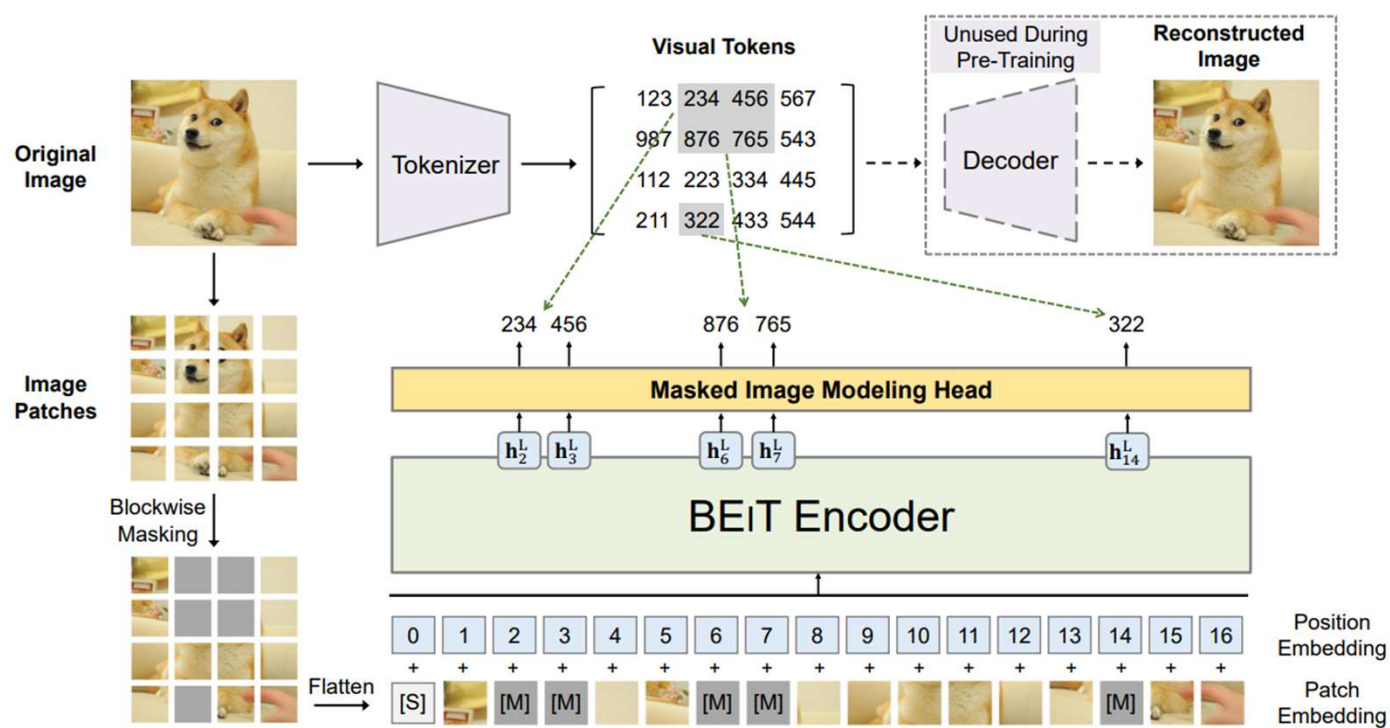 Visual Tokens
Unused During
Pre-Training
Reconstructed
Image
Original
Image
Tokenizer
123 234 456 567
987 876 765 543
112 223 334 445
211 322 433 544
Decoder
234 456 876 765 322
Image
Patches
Masked Image Modeling Head
h₂ᴸ h₃ᴸ h₆ᴸ h₇ᴸ h₁₄ᴸ
BEIT Encoder
Blockwise
Masking
0 1 2 3 4 5 6 7 8 9 10 11 12 13 14 15 16
Position
Embedding
+ + + + + + + + + + + + + + + + +
Flatten
[S] [M] [M] [M] [M] [M]
Patch
Embedding